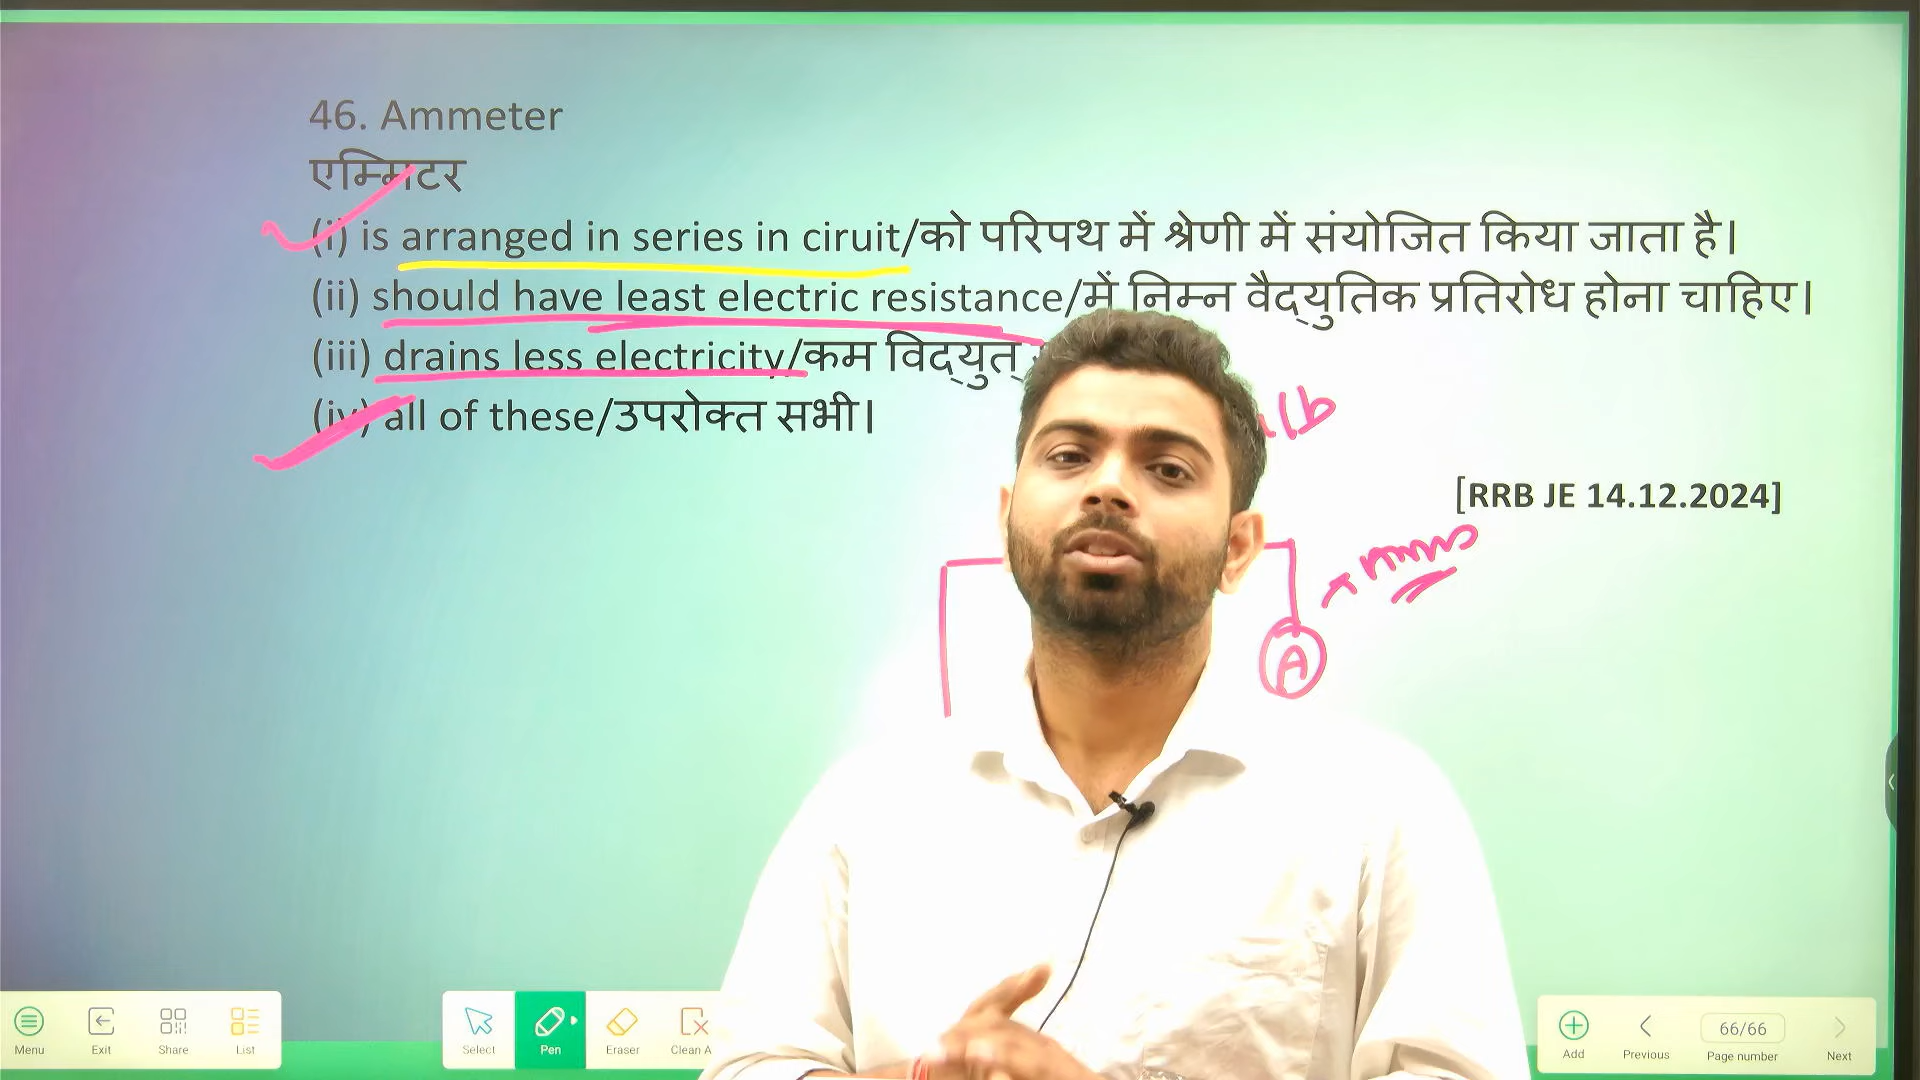 46. Ammeter
एम्मिटर
(i) is arranged in series in ciruit/को परिपथ में श्रेणी में संयोजित किया जाता है।
(ii) should have least electric resistance/में निम्न वैद्युतिक प्रतिरोध होना चाहिए।
(iii) drains less electricity/कम विद्युत्
(iv) all of these/उपरोक्त सभी।
[RRB JE 14.12.2024]
A
Menu Exit Share List Select Pen Eraser Clean A Add Previous 66/66 Page number Next